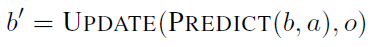 b′ = UPDATE(PREDICT(b, a), o)